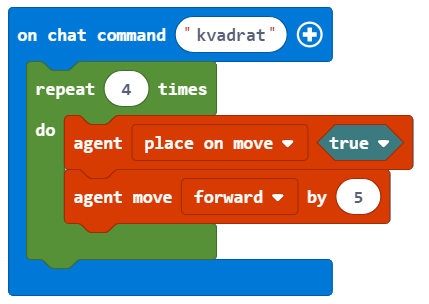 on chat command "kvadrat"
repeat 4 times
do
agent place on move true
agent move forward by 5